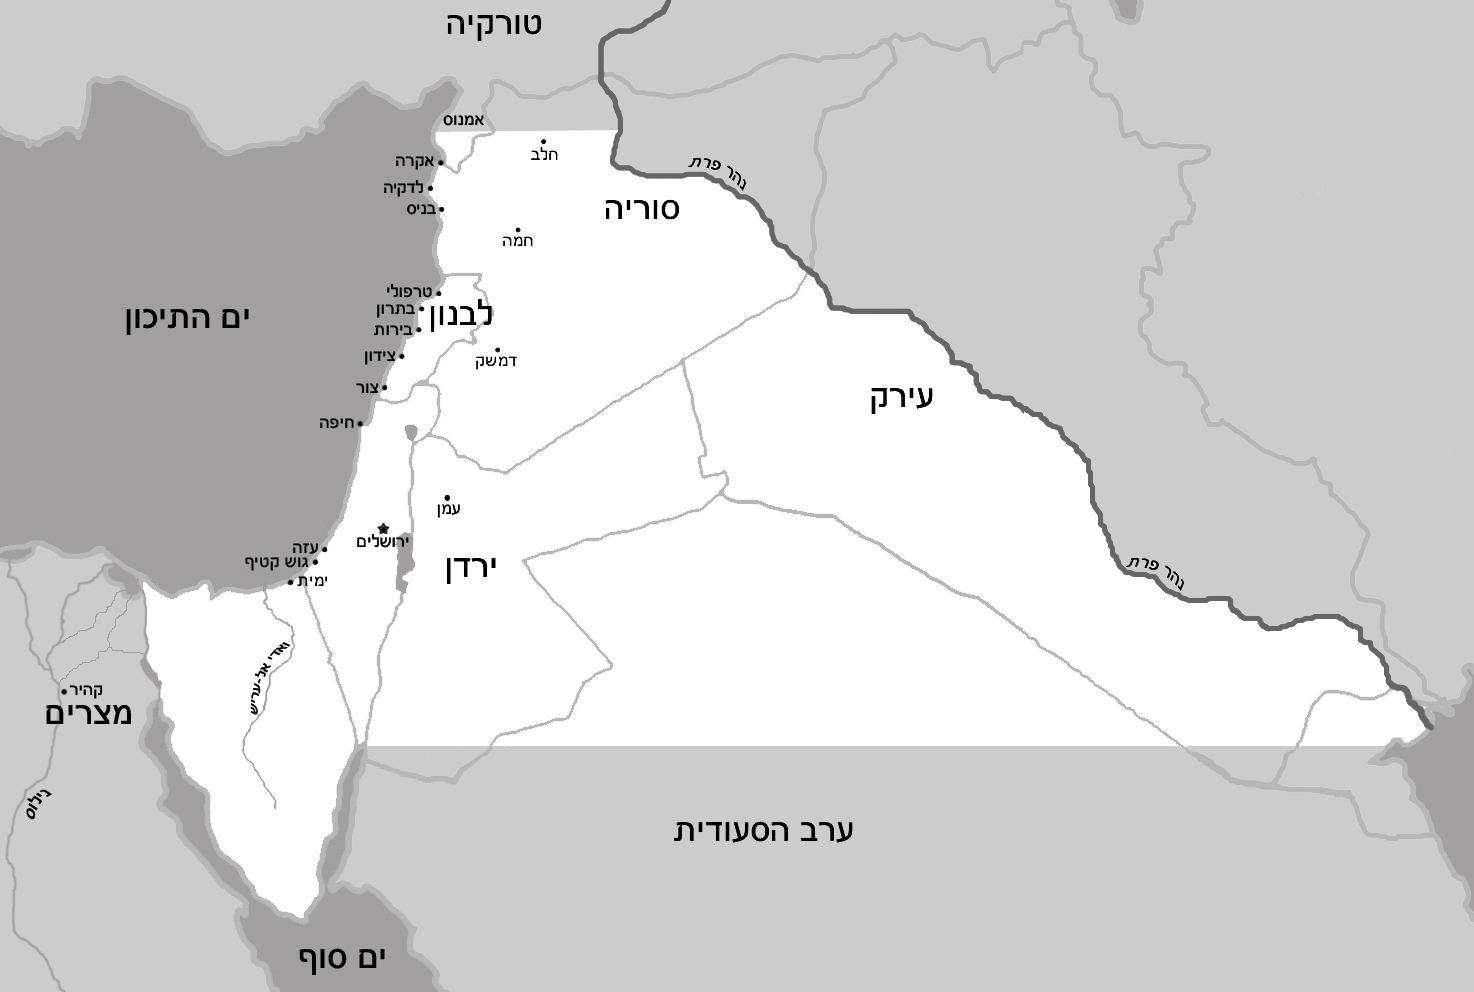 טורקיה
אמנוס
אקרה
חלב
נהר פרת
לדקיה
בניס
סוריה
חמה
טרפולי
בתרון
לבנון
ים התיכון
בירות
צידון
דמשק
צור
עירק
חיפה
עמן
ירושלים
עזה
גוש קטיף
ירדן
ימית
נהר פרת
ואדי אל-עריש
קהיר
מצרים
נילוס
ערב הסעודית
ים סוף